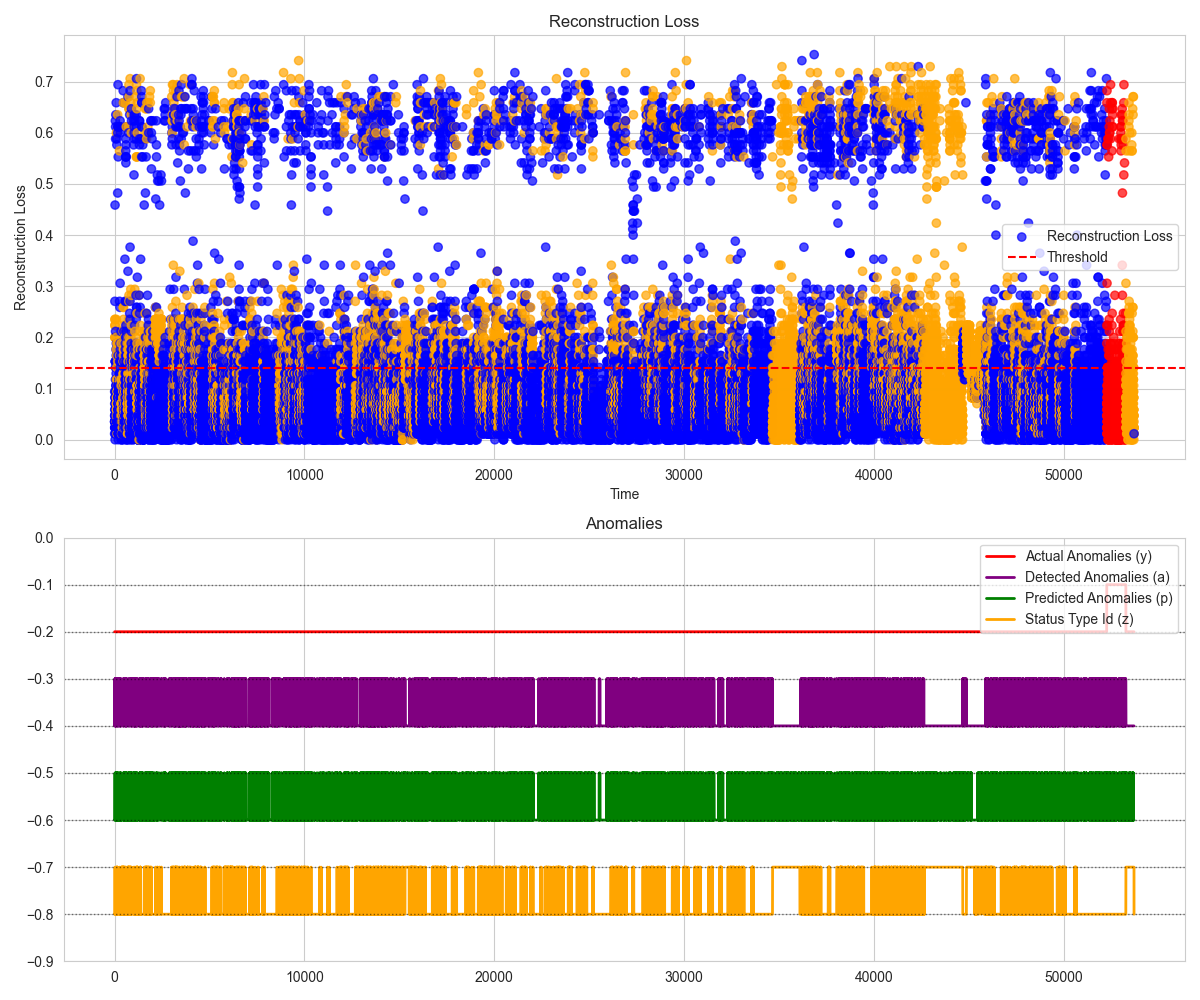 Reconstruction Loss
Reconstruction Loss
0.7
0.6
0.5
0.4
0.3
0.2
0.1
0.0
Reconstruction Loss
Threshold
0 10000 20000 30000 40000 50000
Time
Anomalies
0.0
−0.1
−0.2
−0.3
−0.4
−0.5
−0.6
−0.7
−0.8
−0.9
Actual Anomalies (y)
Detected Anomalies (a)
Predicted Anomalies (p)
Status Type Id (z)
0 10000 20000 30000 40000 50000